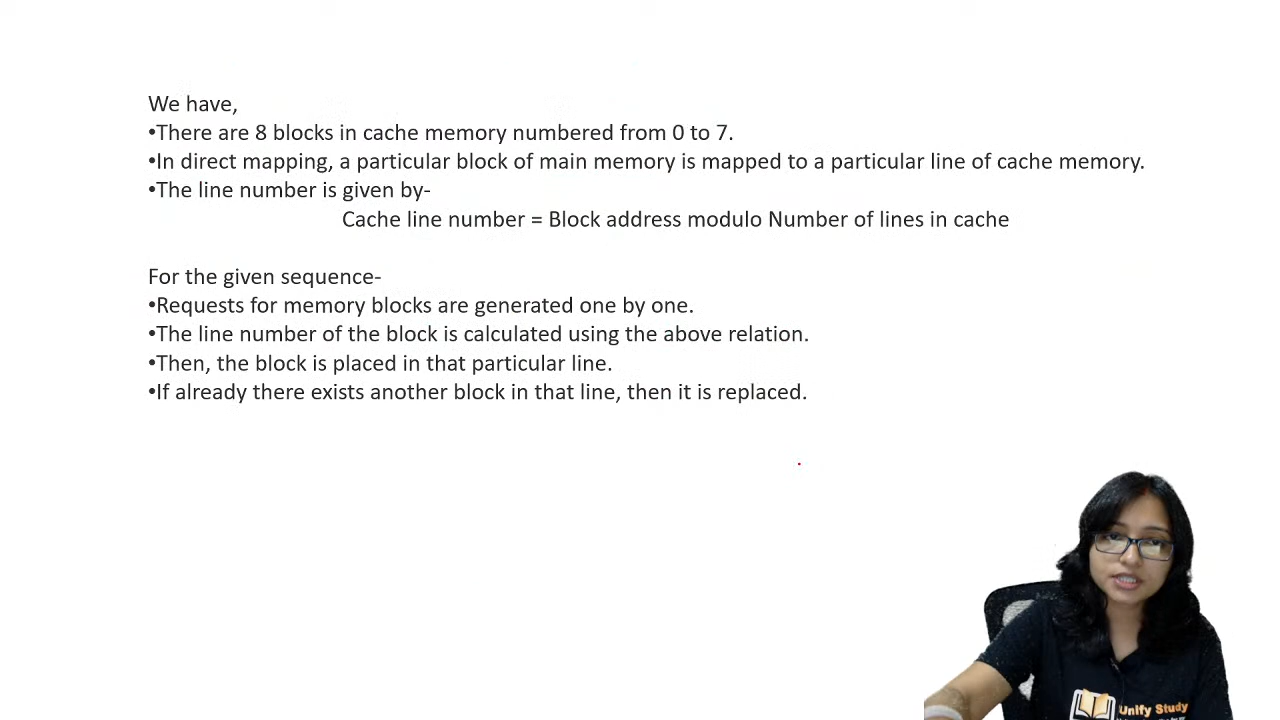 We have,
•There are 8 blocks in cache memory numbered from 0 to 7.
•In direct mapping, a particular block of main memory is mapped to a particular line of cache memory.
•The line number is given by-
Cache line number = Block address modulo Number of lines in cache
For the given sequence-
•Requests for memory blocks are generated one by one.
•The line number of the block is calculated using the above relation.
•Then, the block is placed in that particular line.
•If already there exists another block in that line, then it is replaced.
Unify Study